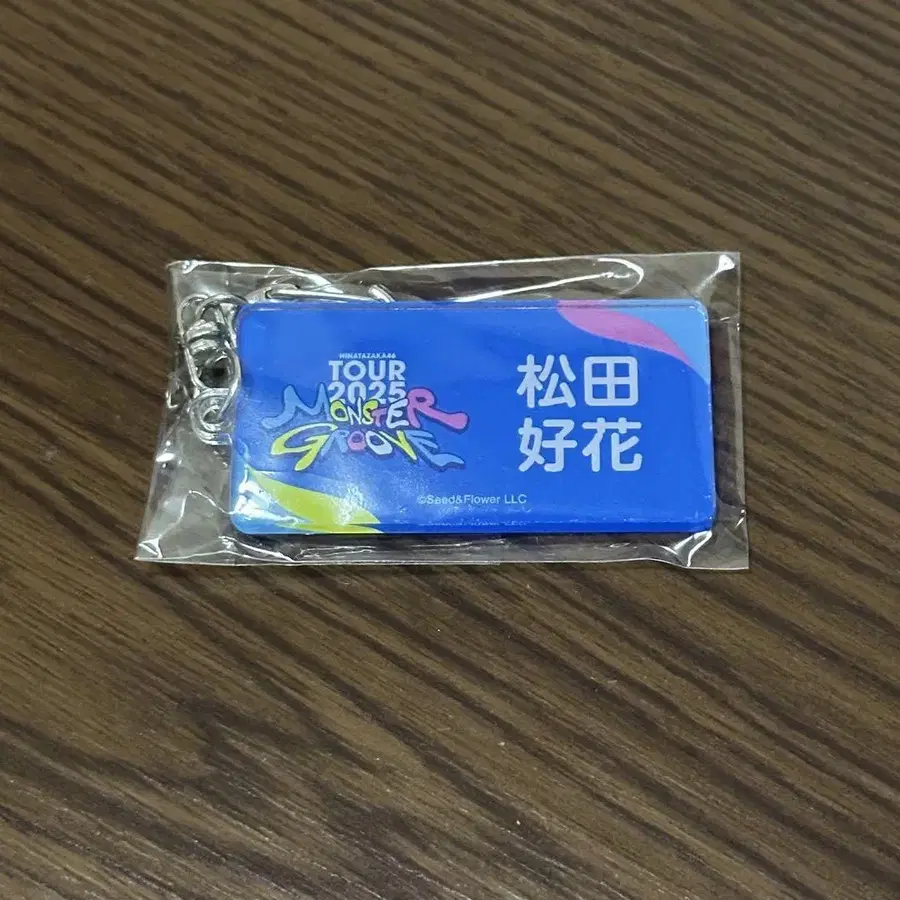 HINATAZAKA46
TOUR
2025
MONSTER
GROOVE
松田
好花
©Seed&Flower LLC